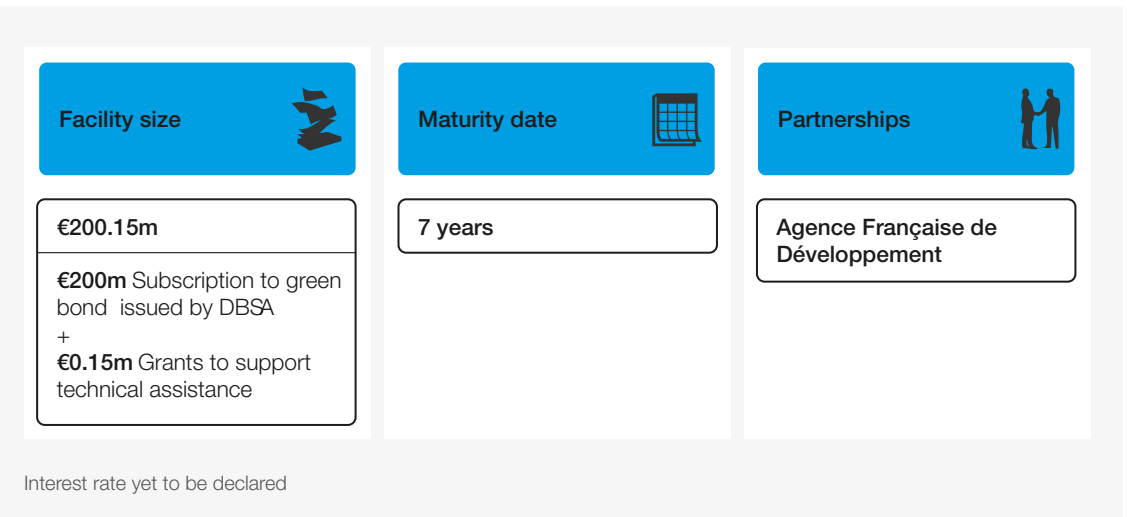 Facility size
€200.15m
€200m Subscription to green
bond issued by DBSA
+
€0.15m Grants to support
technical assistance
Maturity date
7 years
Partnerships
Agence Française de
Développement
Interest rate yet to be declared